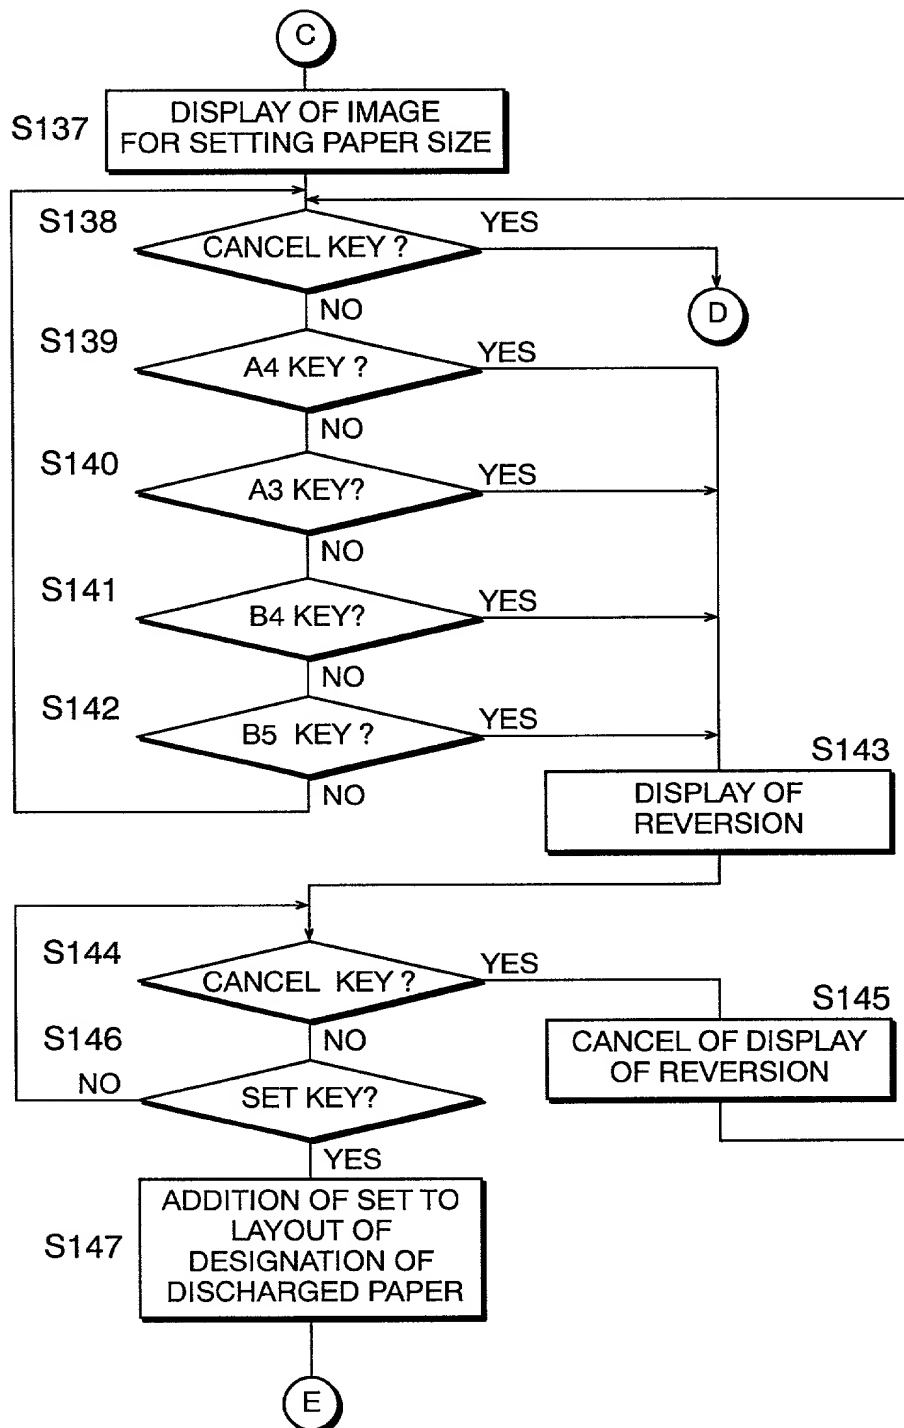 C
S137
DISPLAY OF IMAGE
FOR SETTING PAPER SIZE
S138
CANCEL KEY ?
YES
D
NO
S139
A4 KEY ?
YES
NO
S140
A3 KEY?
YES
NO
S141
B4 KEY?
YES
NO
S142
B5 KEY ?
YES
NO
S143
DISPLAY OF
REVERSION
S144
CANCEL KEY ?
YES
NO
S145
CANCEL OF DISPLAY
OF REVERSION
S146
NO
SET KEY?
YES
S147
ADDITION OF SET TO
LAYOUT OF
DESIGNATION OF
DISCHARGED PAPER
E